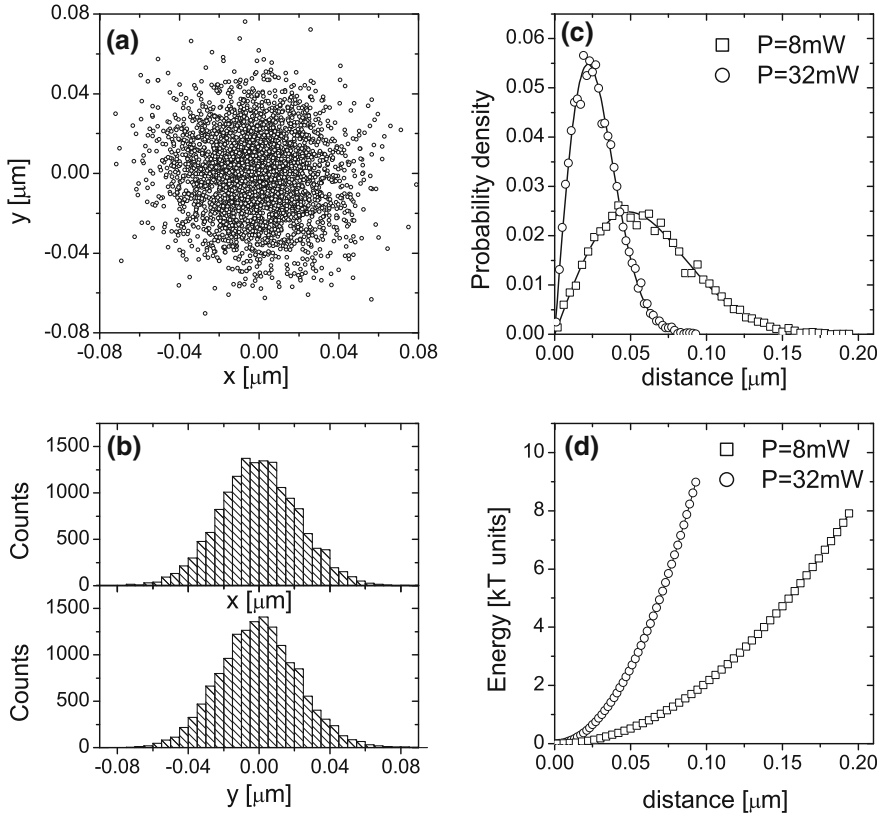 (a)
0.08
0.04
0.00
-0.04
-0.08
y [μm]
-0.08 -0.04 0.00 0.04 0.08
x [μm]
(c)
P=8mW
P=32mW
0.06
0.05
0.04
0.03
0.02
0.01
0.00
Probability density
0.00 0.05 0.10 0.15 0.20
distance [μm]
(b)
1500
1000
500
0
Counts
x [μm]
1500
1000
500
0
Counts
-0.08 -0.04 0.00 0.04 0.08
y [μm]
(d)
P=8mW
P=32mW
10
8
6
4
2
0
Energy [kT units]
0.00 0.05 0.10 0.15 0.20
distance [μm]